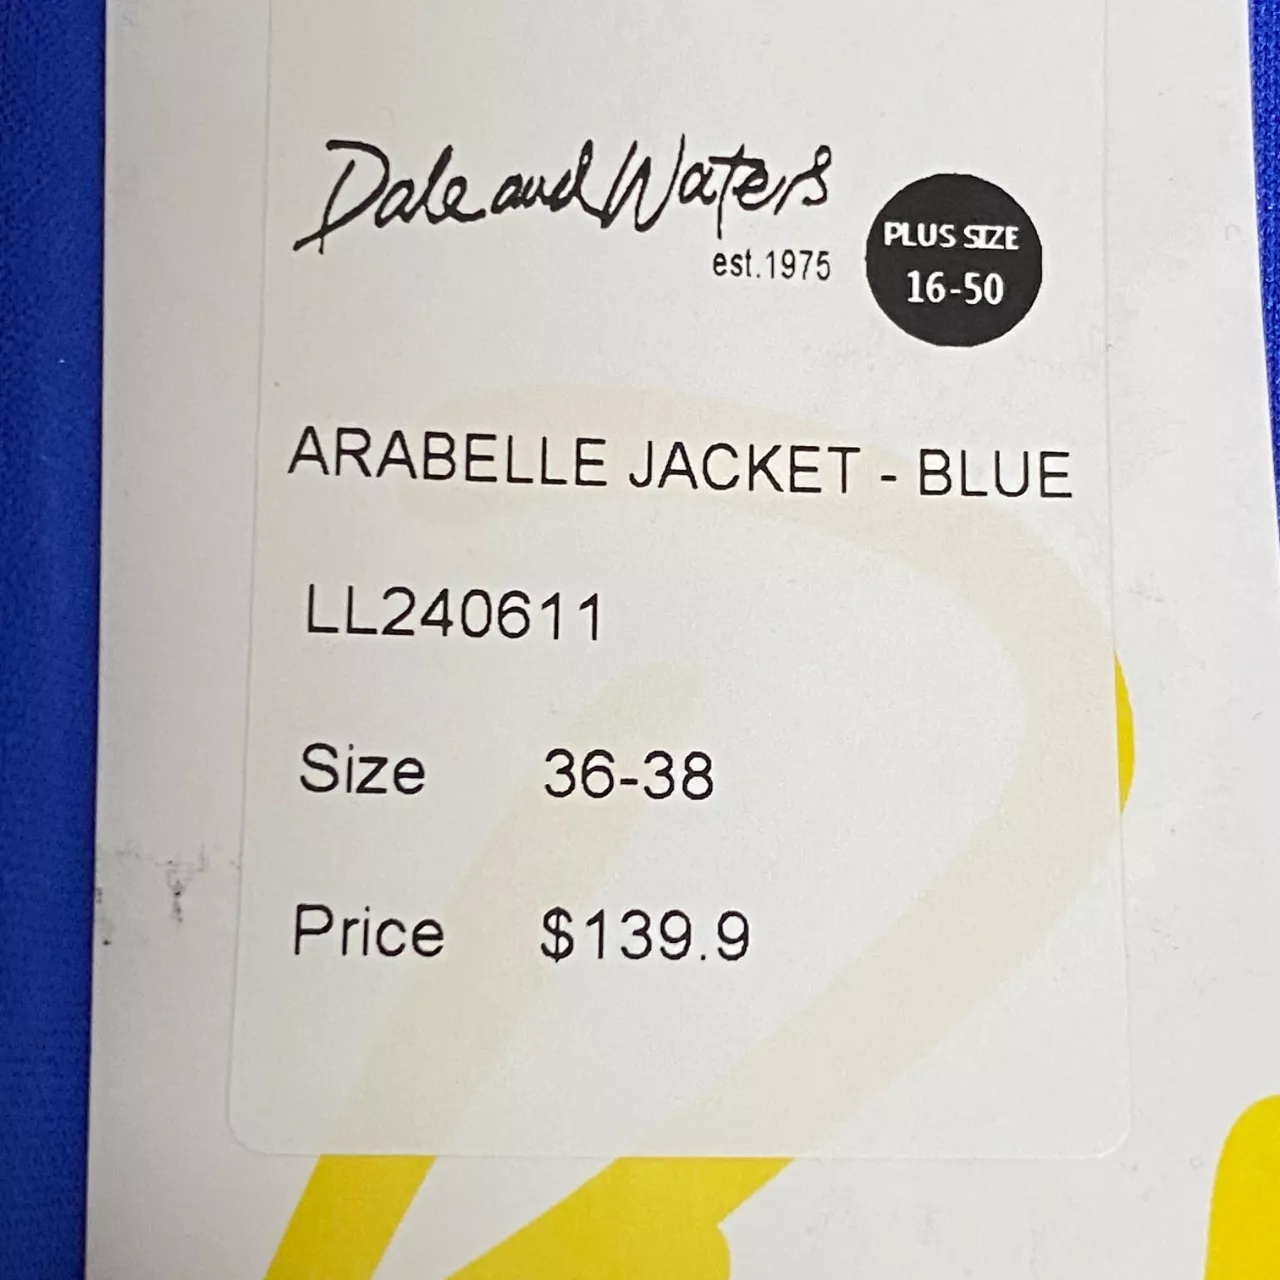 Dale and Waters
est.1975
PLUS SIZE
16-50
ARABELLE JACKET - BLUE
LL240611
Size 36-38
Price $139.9